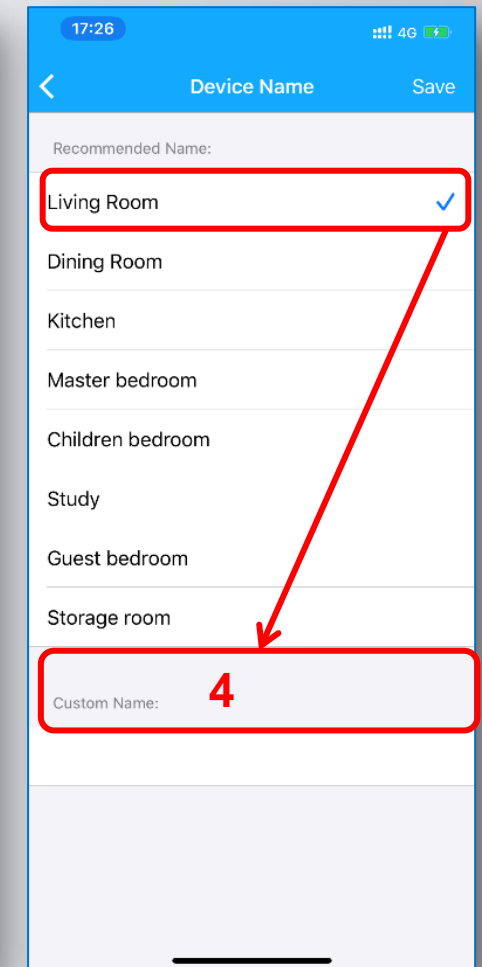 17:26
4G
Device Name
Save
Recommended Name:
Living Room
Dining Room
Kitchen
Master bedroom
Children bedroom
Study
Guest bedroom
Storage room
4
Custom Name: